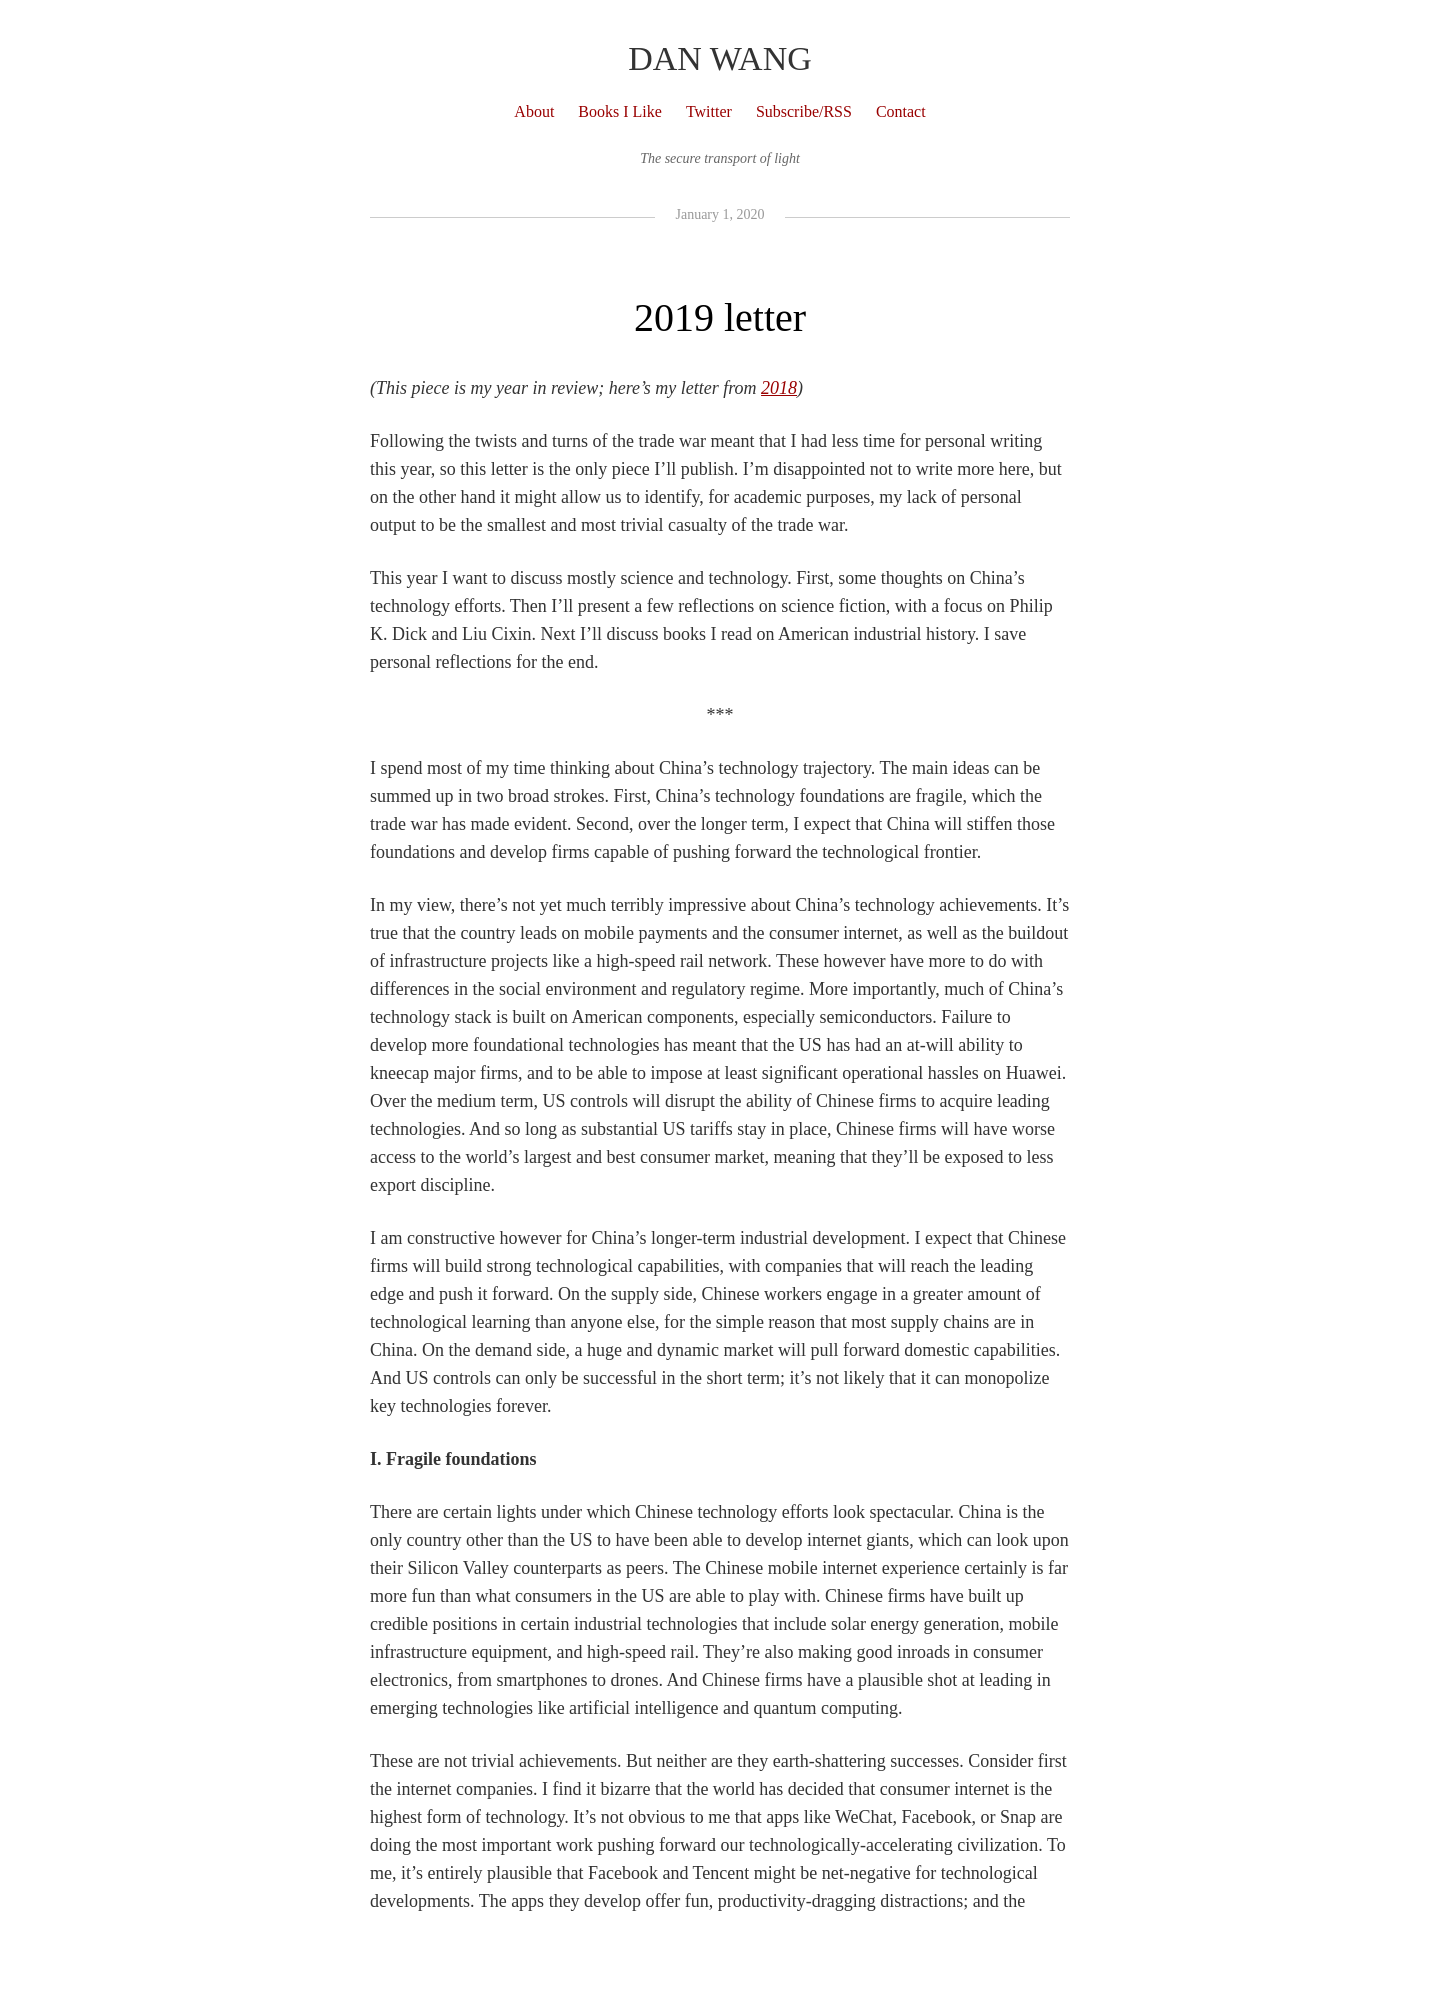 DAN WANG
About Books I Like Twitter Subscribe/RSS Contact
The secure transport of light
January 1, 2020
2019 letter
(This piece is my year in review; here’s my letter from 2018)
Following the twists and turns of the trade war meant that I had less time for personal writing
this year, so this letter is the only piece I’ll publish. I’m disappointed not to write more here, but
on the other hand it might allow us to identify, for academic purposes, my lack of personal
output to be the smallest and most trivial casualty of the trade war.
This year I want to discuss mostly science and technology. First, some thoughts on China’s
technology efforts. Then I’ll present a few reflections on science fiction, with a focus on Philip
K. Dick and Liu Cixin. Next I’ll discuss books I read on American industrial history. I save
personal reflections for the end.
***
I spend most of my time thinking about China’s technology trajectory. The main ideas can be
summed up in two broad strokes. First, China’s technology foundations are fragile, which the
trade war has made evident. Second, over the longer term, I expect that China will stiffen those
foundations and develop firms capable of pushing forward the technological frontier.
In my view, there’s not yet much terribly impressive about China’s technology achievements. It’s
true that the country leads on mobile payments and the consumer internet, as well as the buildout
of infrastructure projects like a high-speed rail network. These however have more to do with
differences in the social environment and regulatory regime. More importantly, much of China’s
technology stack is built on American components, especially semiconductors. Failure to
develop more foundational technologies has meant that the US has had an at-will ability to
kneecap major firms, and to be able to impose at least significant operational hassles on Huawei.
Over the medium term, US controls will disrupt the ability of Chinese firms to acquire leading
technologies. And so long as substantial US tariffs stay in place, Chinese firms will have worse
access to the world’s largest and best consumer market, meaning that they’ll be exposed to less
export discipline.
I am constructive however for China’s longer-term industrial development. I expect that Chinese
firms will build strong technological capabilities, with companies that will reach the leading
edge and push it forward. On the supply side, Chinese workers engage in a greater amount of
technological learning than anyone else, for the simple reason that most supply chains are in
China. On the demand side, a huge and dynamic market will pull forward domestic capabilities.
And US controls can only be successful in the short term; it’s not likely that it can monopolize
key technologies forever.
I. Fragile foundations
There are certain lights under which Chinese technology efforts look spectacular. China is the
only country other than the US to have been able to develop internet giants, which can look upon
their Silicon Valley counterparts as peers. The Chinese mobile internet experience certainly is far
more fun than what consumers in the US are able to play with. Chinese firms have built up
credible positions in certain industrial technologies that include solar energy generation, mobile
infrastructure equipment, and high-speed rail. They’re also making good inroads in consumer
electronics, from smartphones to drones. And Chinese firms have a plausible shot at leading in
emerging technologies like artificial intelligence and quantum computing.
These are not trivial achievements. But neither are they earth-shattering successes. Consider first
the internet companies. I find it bizarre that the world has decided that consumer internet is the
highest form of technology. It’s not obvious to me that apps like WeChat, Facebook, or Snap are
doing the most important work pushing forward our technologically-accelerating civilization. To
me, it’s entirely plausible that Facebook and Tencent might be net-negative for technological
developments. The apps they develop offer fun, productivity-dragging distractions; and the